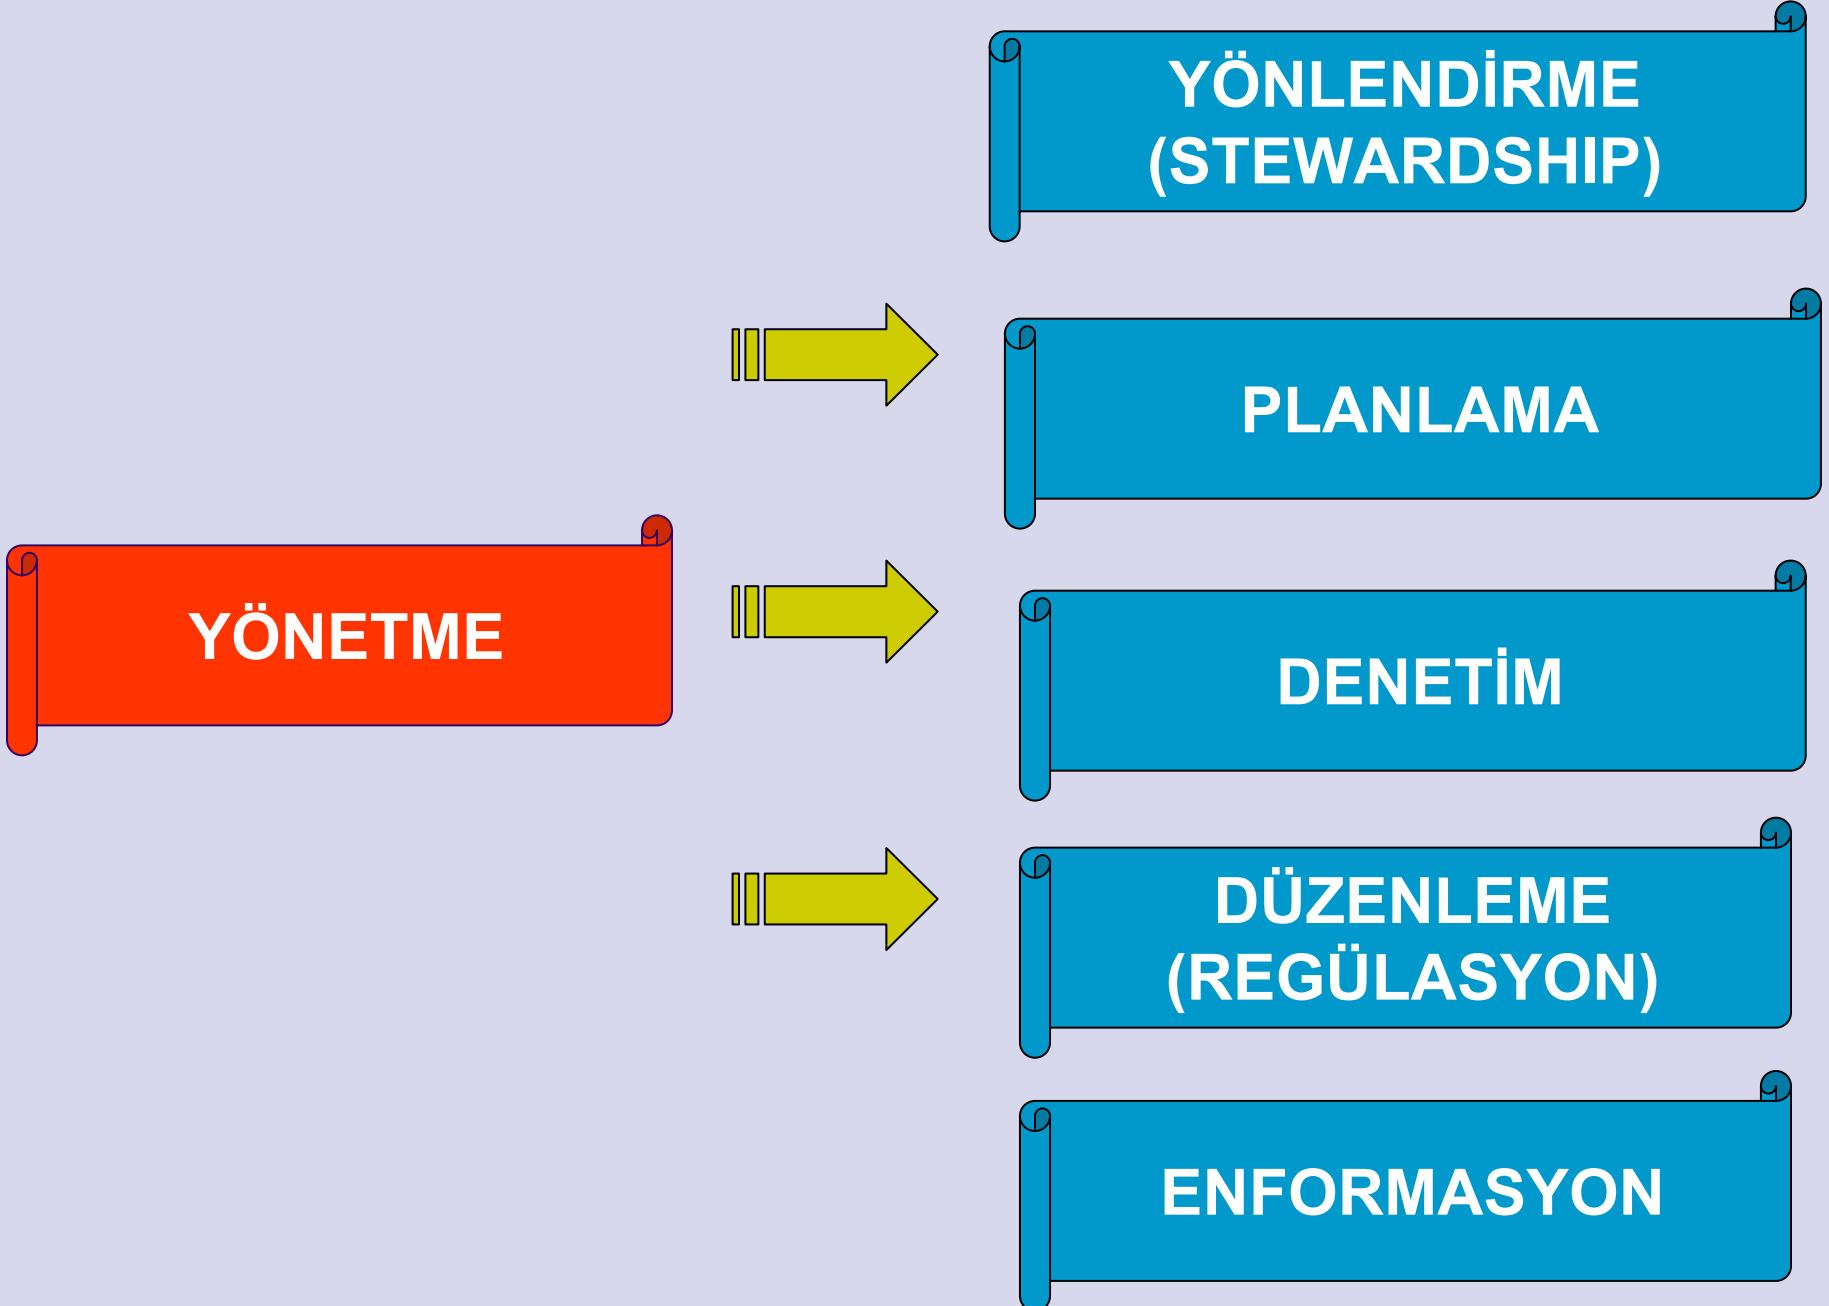 YÖNLENDİRME
(STEWARDSHIP)
PLANLAMA
YÖNETME
DENETİM
DÜZENLEME
(REGÜLASYON)
ENFORMASYON